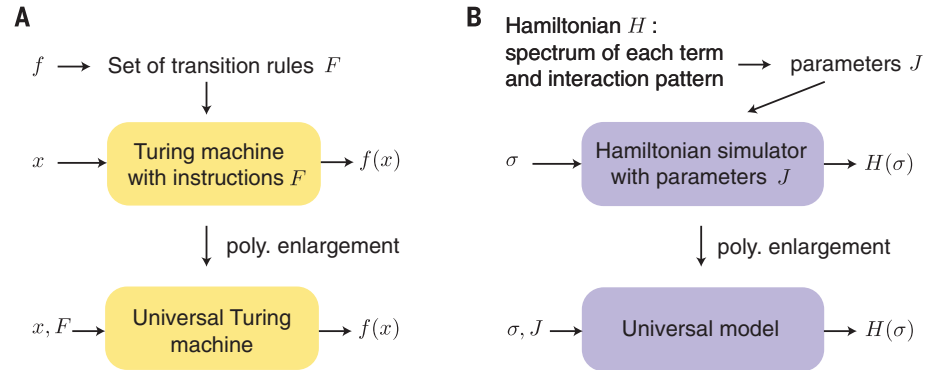 A
f → Set of transition rules F
x → Turing machine with instructions F → f(x)
poly. enlargement
x, F → Universal Turing machine → f(x)
B
Hamiltonian H :
spectrum of each term
and interaction pattern → parameters J
σ → Hamiltonian simulator with parameters J → H(σ)
poly. enlargement
σ, J → Universal model → H(σ)